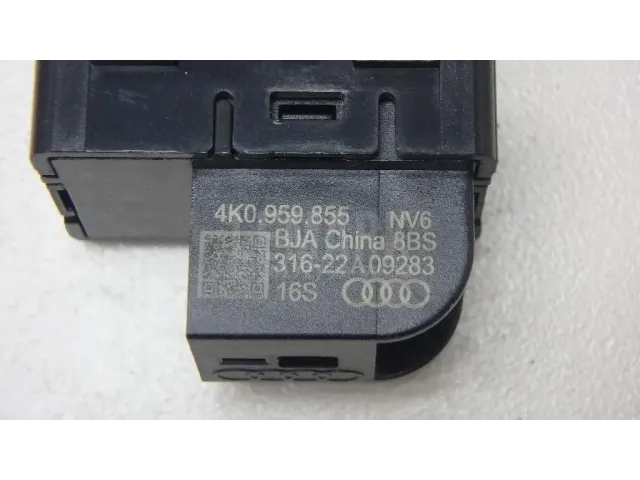 4K0.959.855 NV6
BJA China 8BS
316-22A09283
16S